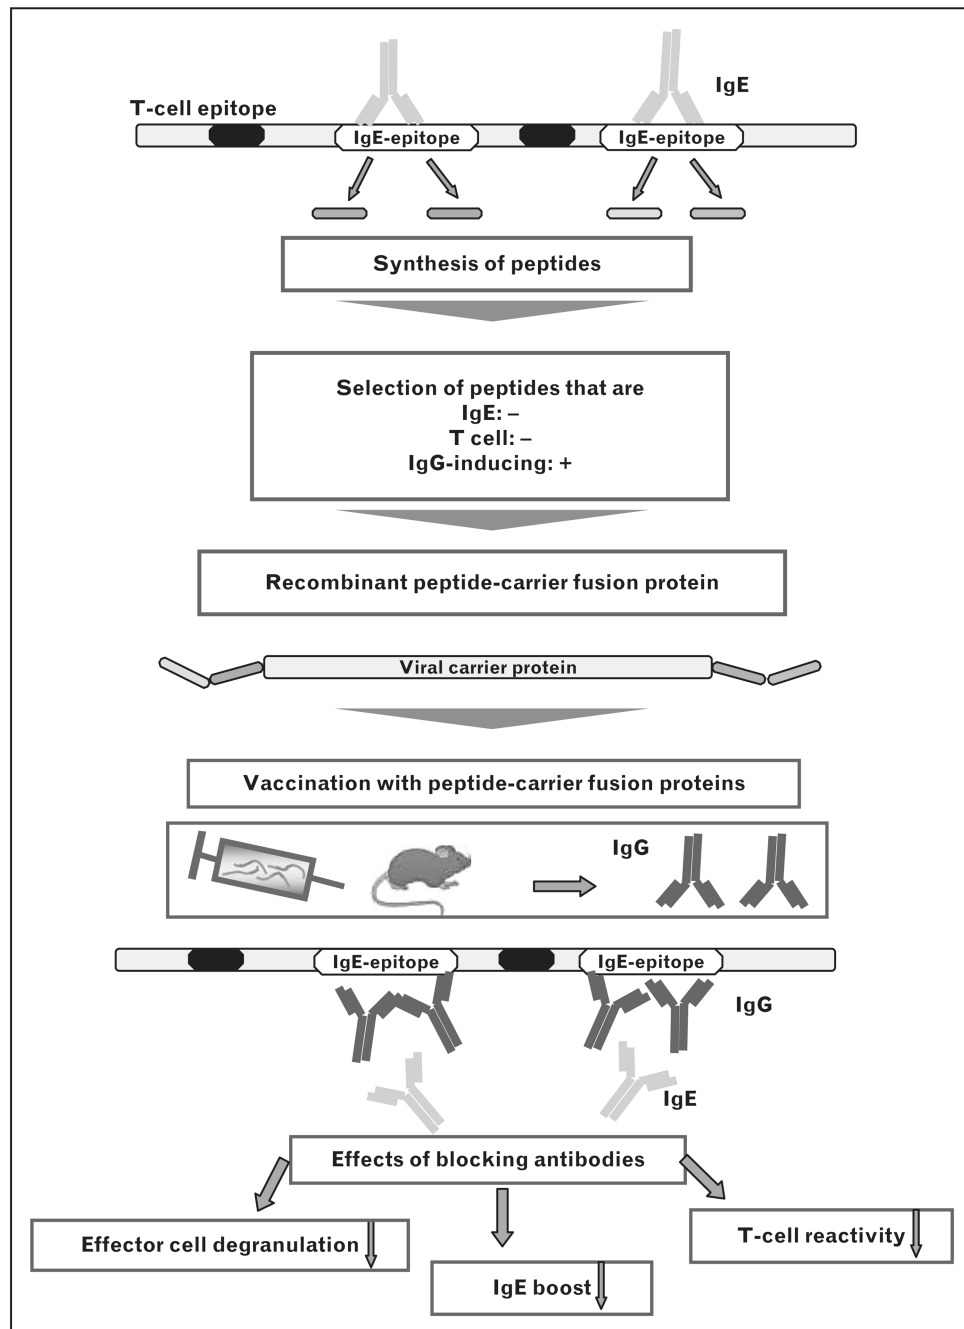 IgE
T-cell epitope
IgE-epitope
IgE-epitope
Synthesis of peptides
Selection of peptides that are
IgE: –
T cell: –
IgG-inducing: +
Recombinant peptide-carrier fusion protein
Viral carrier protein
Vaccination with peptide-carrier fusion proteins
IgG
IgE-epitope
IgE-epitope
IgG
IgE
Effects of blocking antibodies
Effector cell degranulation
T-cell reactivity
IgE boost